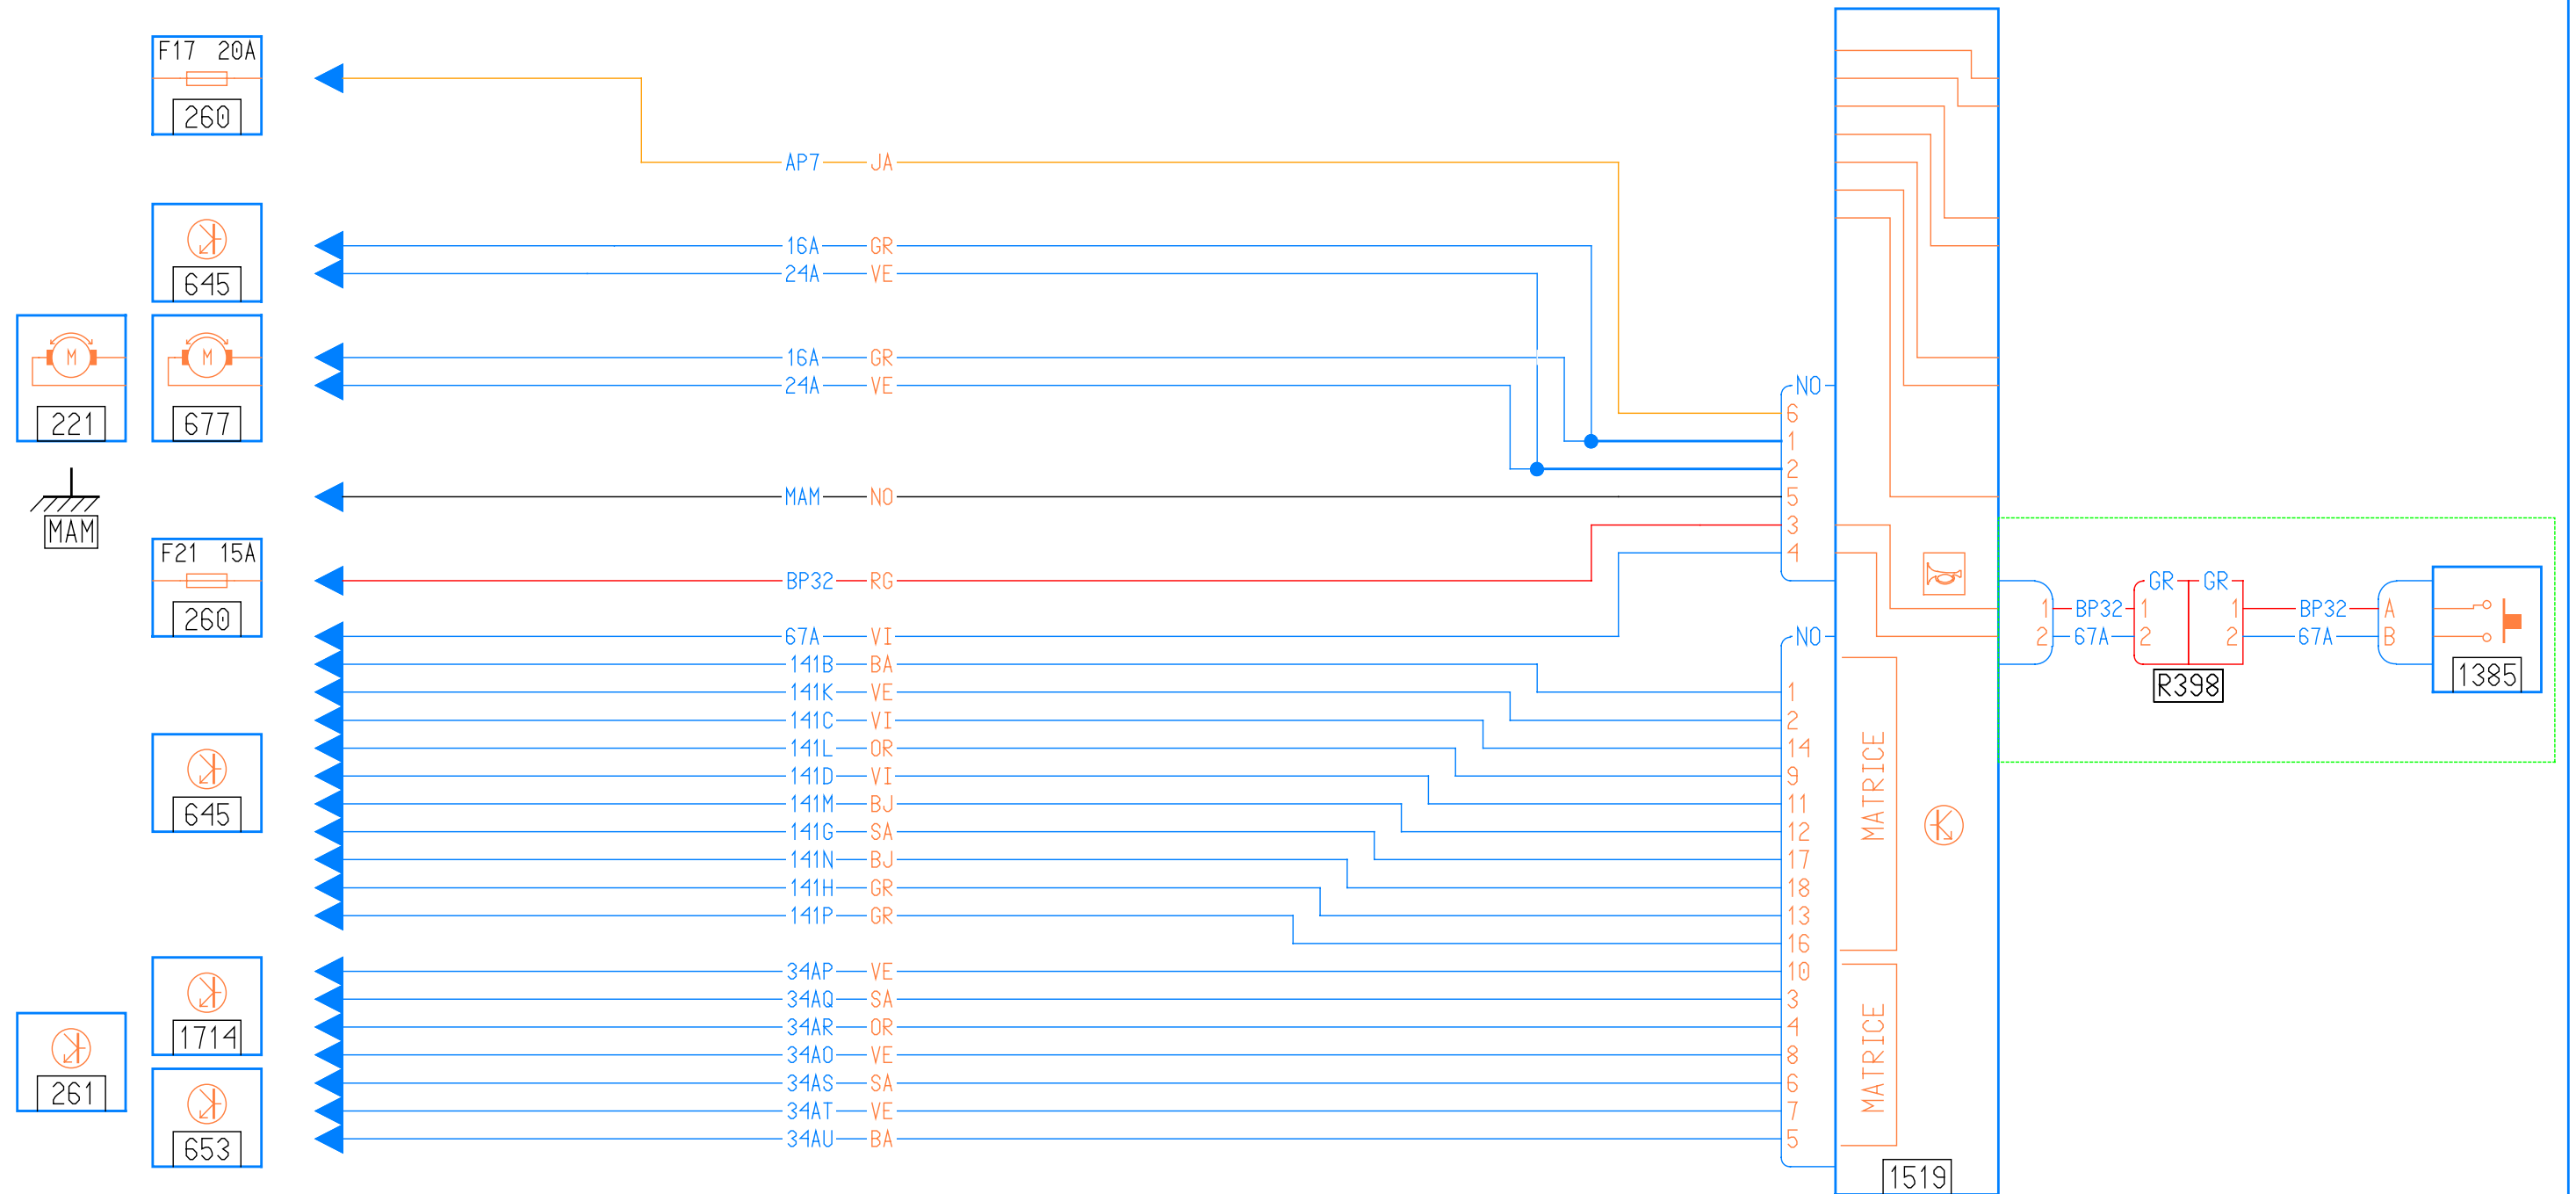 F17 20A
260
AP7 JA
645
16A GR
24A VE
M
221
M
677
16A GR
24A VE
NO
6
1
2
5
3
4
MAM NO
MAM
F21 15A
260
BP32 RG
67A VI
NO
141B BA
141K VE
141C VI
141L OR
141D VI
141M BJ
141G SA
141N BJ
141H GR
141P GR
645
1
2
14
9
11
12
17
18
13
16
MATRICE
1714
261
653
34AP VE 10
34AQ SA 3
34AR OR 4
34AO VE 8
34AS SA 6
34AT VE 7
34AU BA 5
MATRICE
1519
GR GR
1 BP32 1 1 BP32 A
2 67A 2 2 67A B
R398
1385